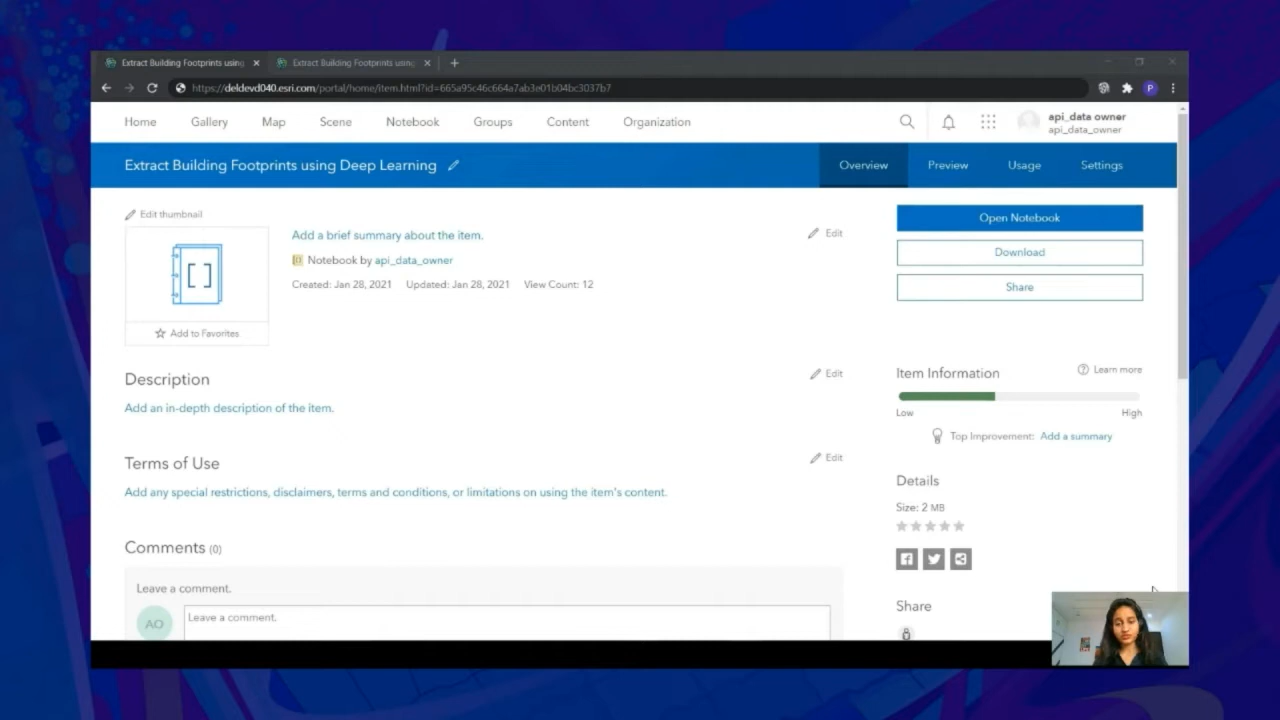 Extract Building Footprints using
Extract Building Footprints using
https://deldevd040.esri.com/portal/home/item.html?id=665a95c46c664a7ab3e01b04bc3037b7
P
Home Gallery Map Scene Notebook Groups Content Organization
api_data owner
api_data_owner
Extract Building Footprints using Deep Learning
Overview Preview Usage Settings
Edit thumbnail
Add a brief summary about the item.
Edit
Notebook by api_data_owner
Created: Jan 28, 2021 Updated: Jan 28, 2021 View Count: 12
Add to Favorites
Open Notebook
Download
Share
Description
Edit
Add an in-depth description of the item.
Terms of Use
Edit
Add any special restrictions, disclaimers, terms and conditions, or limitations on using the item's content.
Comments (0)
Leave a comment.
AO
Leave a comment.
Item Information
Learn more
Low High
Top Improvement: Add a summary
Details
Size: 2 MB
Share